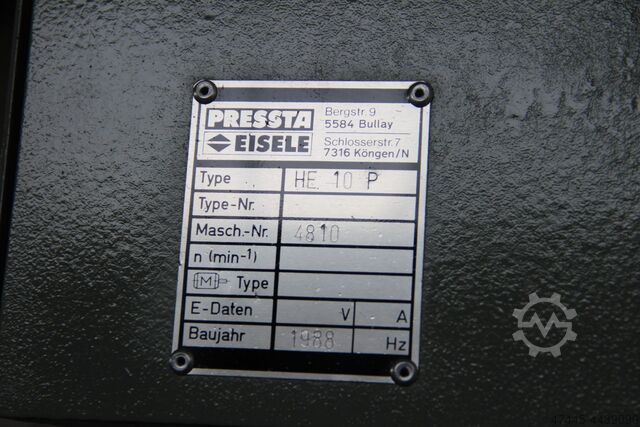 PRESSTA
EISELE
Bergstr. 9
5584 Bullay
Schlosserstr. 7
7316 Köngen/N
Type HE 10 P
Type-Nr.
Masch.-Nr. 4810
n (min-1)
M Type
E-Daten V A
Baujahr 1988 Hz